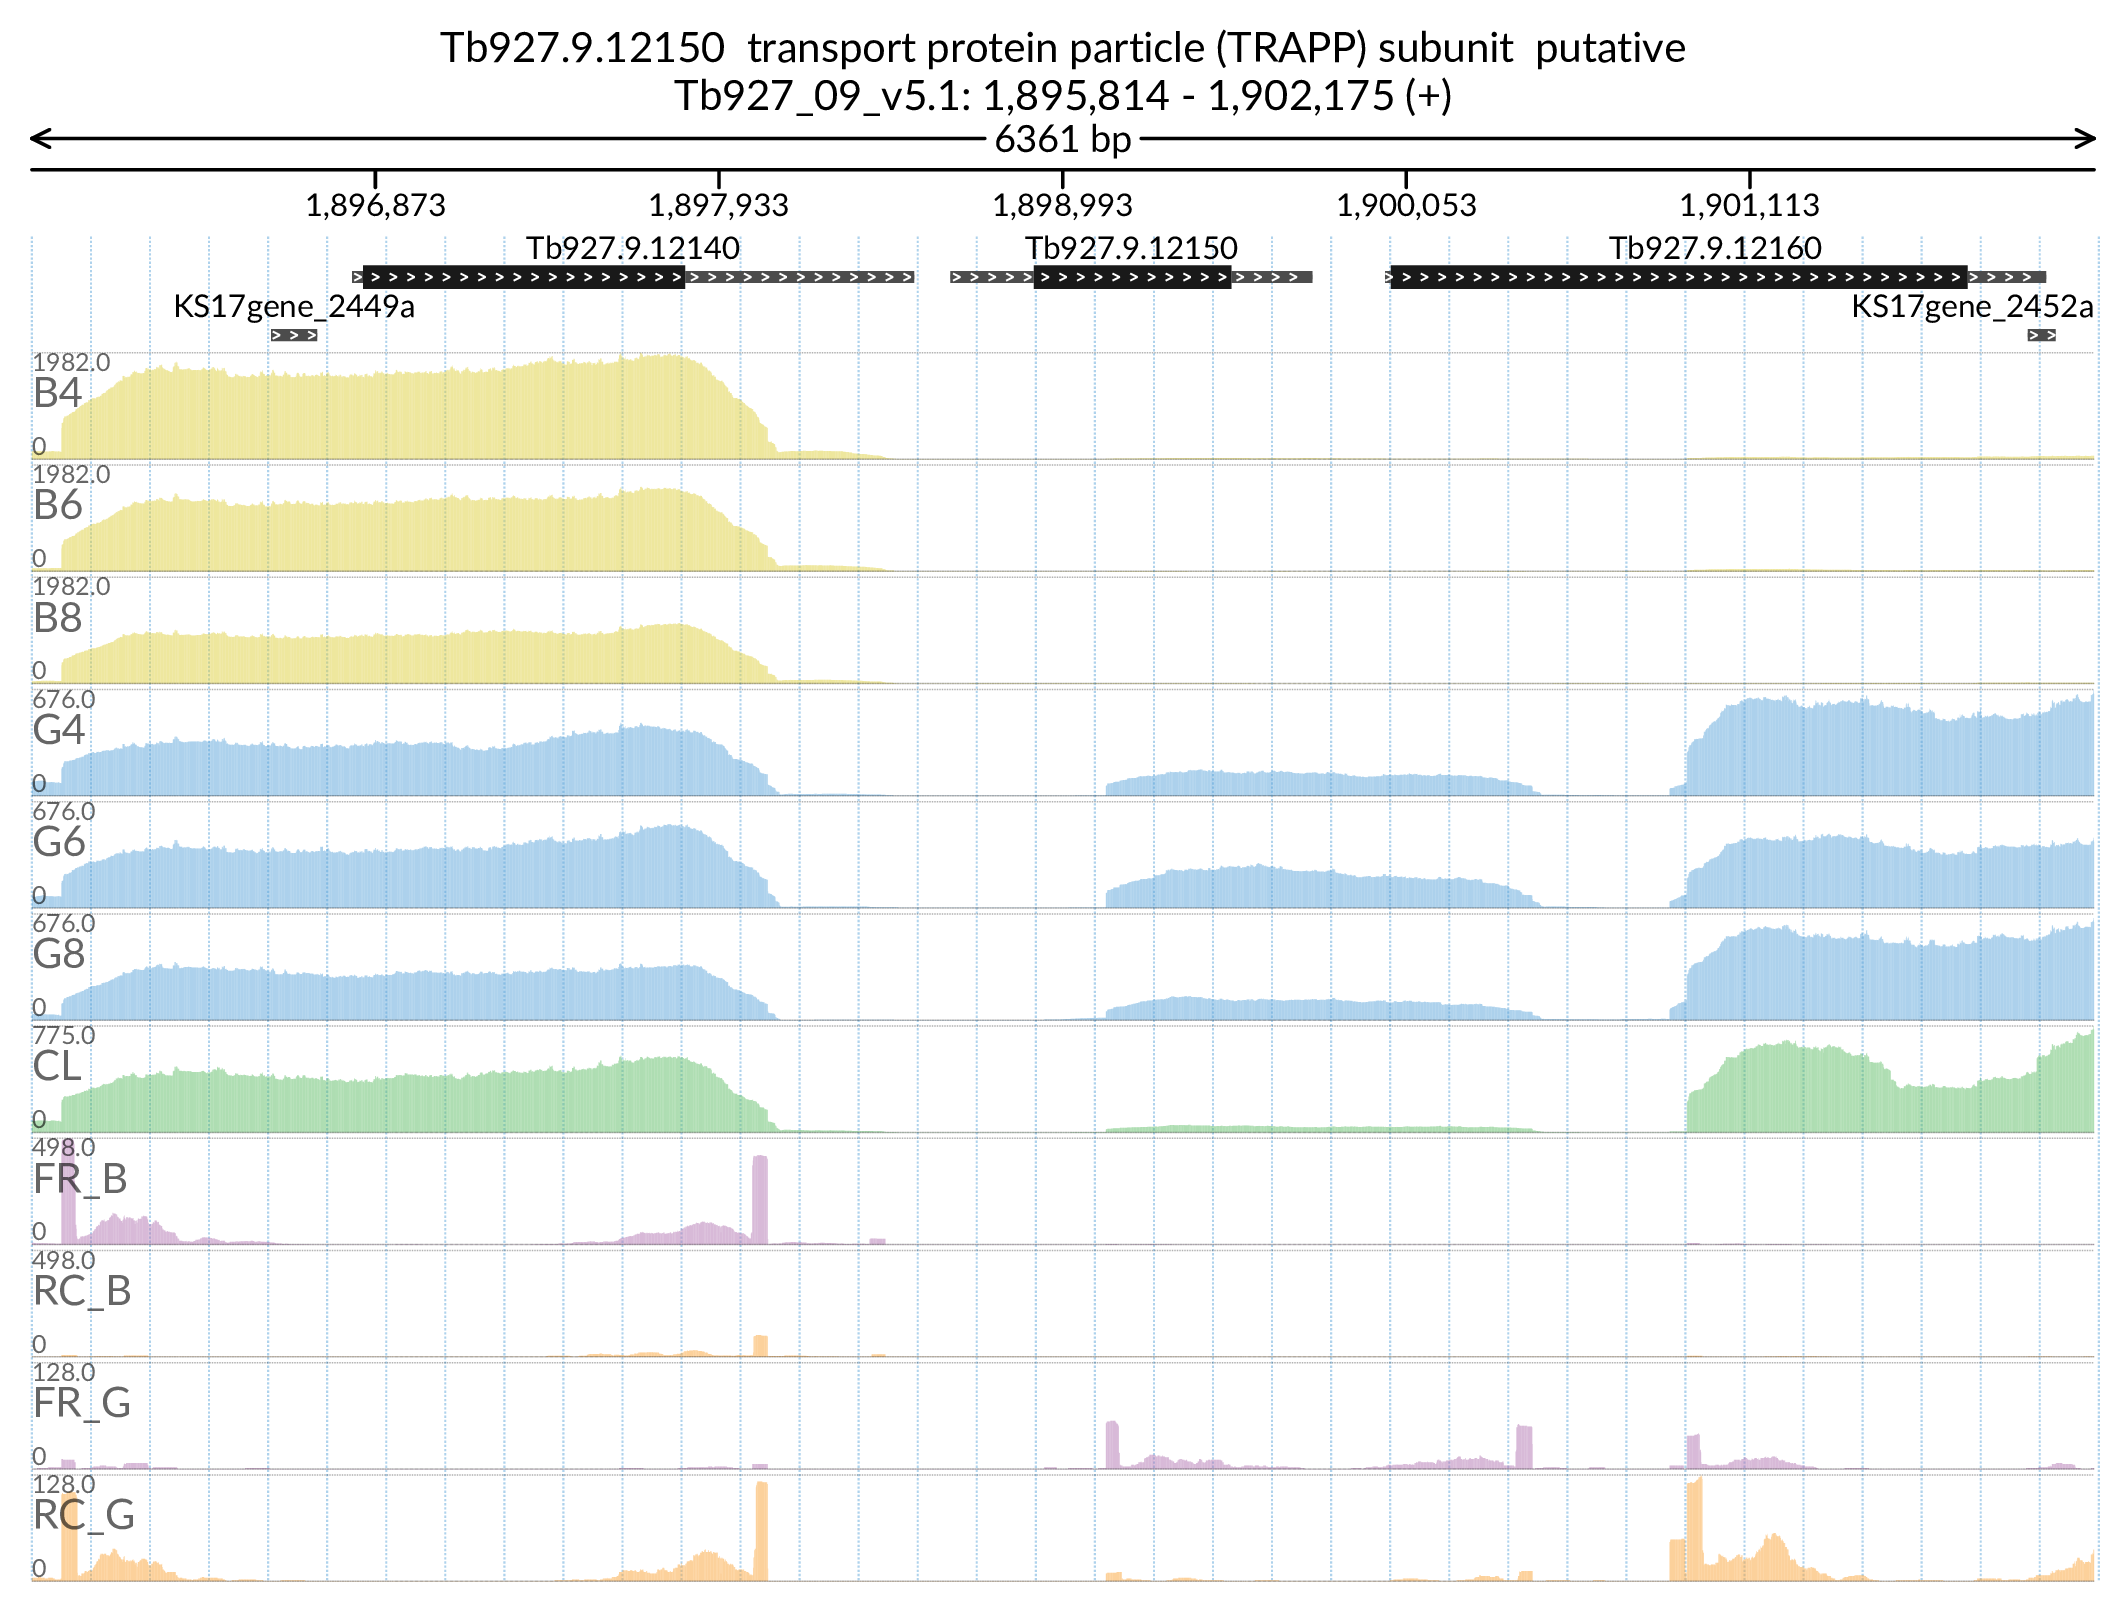 Tb927.9.12150 transport protein particle (TRAPP) subunit putative
Tb927_09_v5.1: 1,895,814 - 1,902,175 (+)
6361 bp
1,896,873 1,897,933 1,898,993 1,900,053 1,901,113
Tb927.9.12140 Tb927.9.12150 Tb927.9.12160
KS17gene_2449a KS17gene_2452a
1982.0
B4
0
1982.0
B6
0
1982.0
B8
0
676.0
G4
0
676.0
G6
0
676.0
G8
0
775.0
CL
0
498.0
FR_B
0
498.0
RC_B
0
128.0
FR_G
0
128.0
RC_G
0